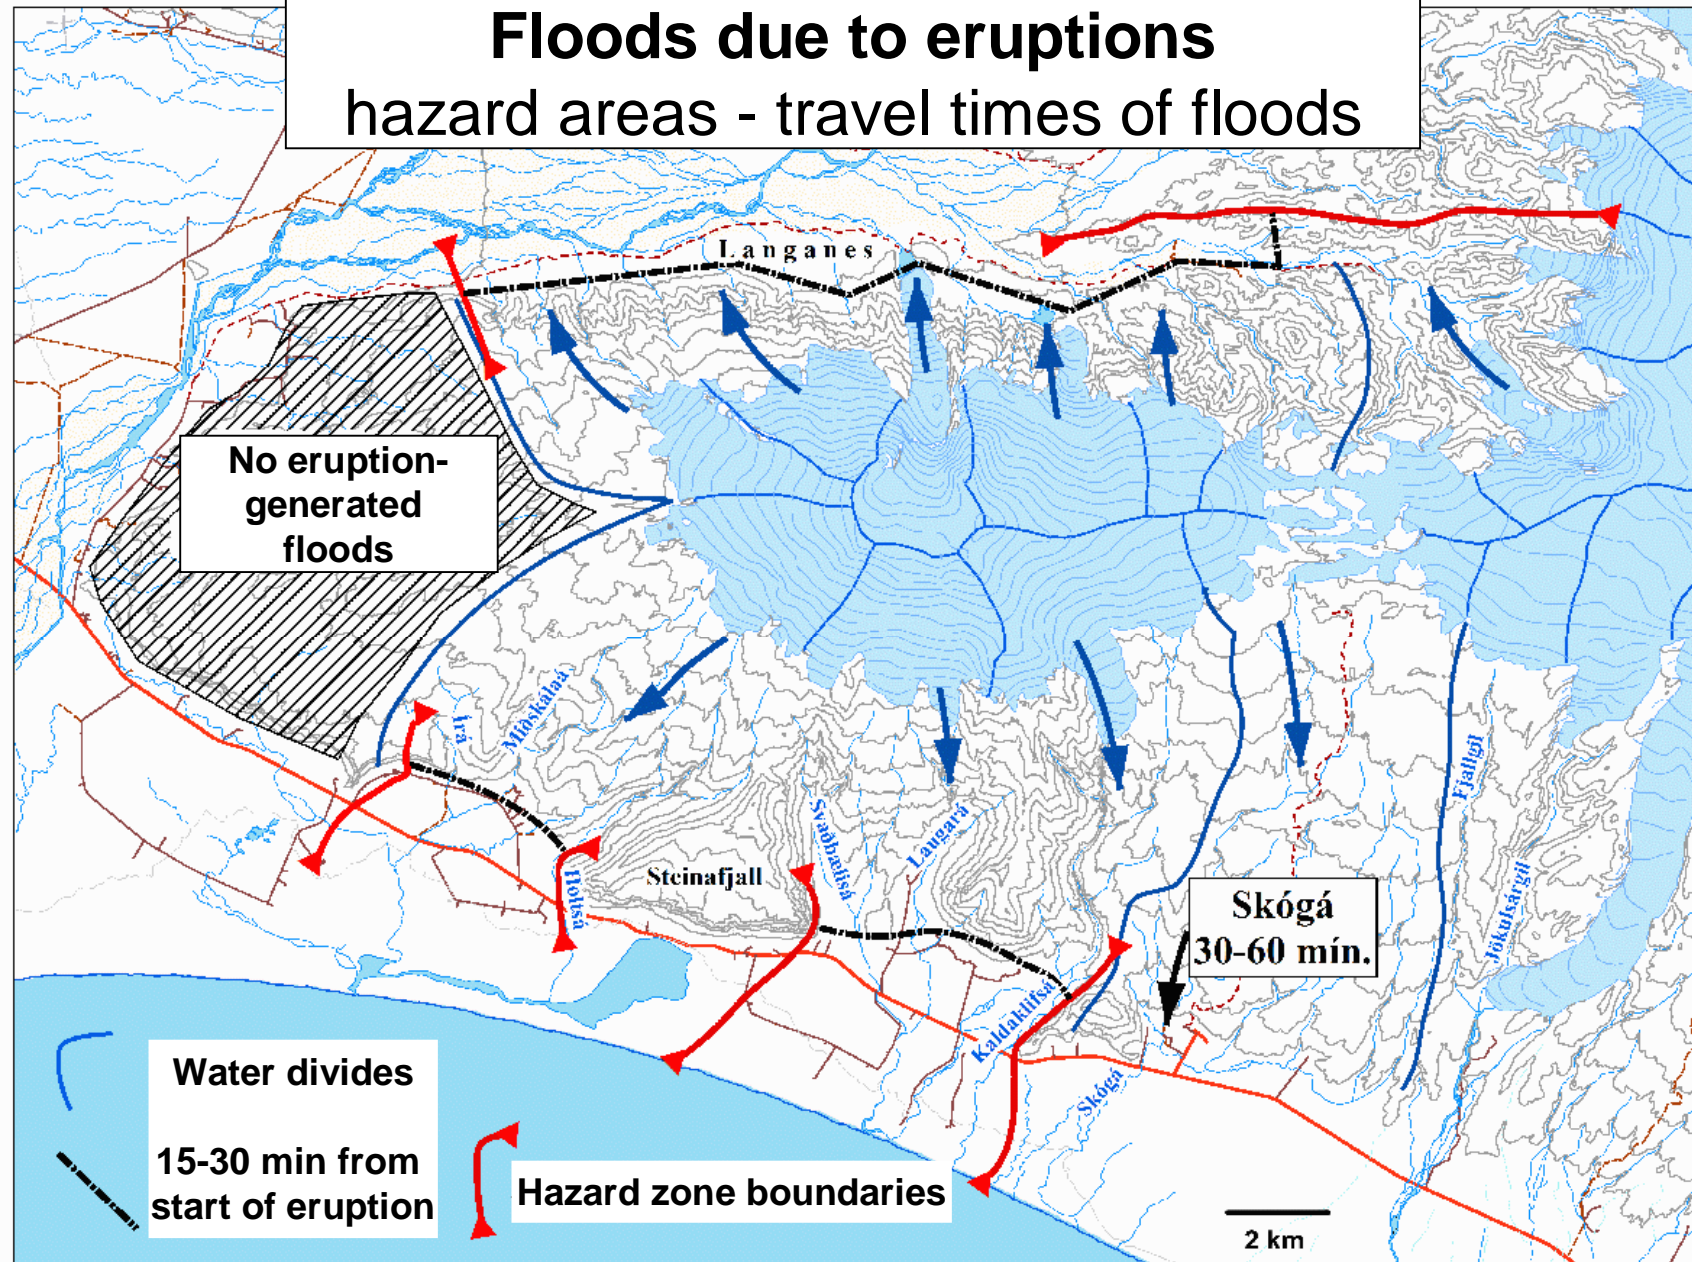 Floods due to eruptions
hazard areas - travel times of floods
Langanes
No eruption-
generated
floods
Írá
Miðskálaá
Holtsá
Steinafjall
Svaðbælisá
Laugará
Kaldaklifsá
Skógá
Skógá
30-60 mín.
Fjallgil
Jökulsárgil
Water divides
15-30 min from
start of eruption
Hazard zone boundaries
2 km